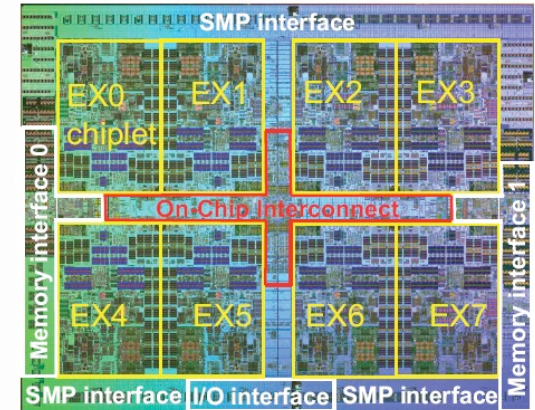 SMP interface
EX0
chiplet
EX1
EX2
EX3
Memory interface 0
On-Chip Interconnect
Memory interface 1
EX4
EX5
EX6
EX7
SMP interface
I/O interface
SMP interface